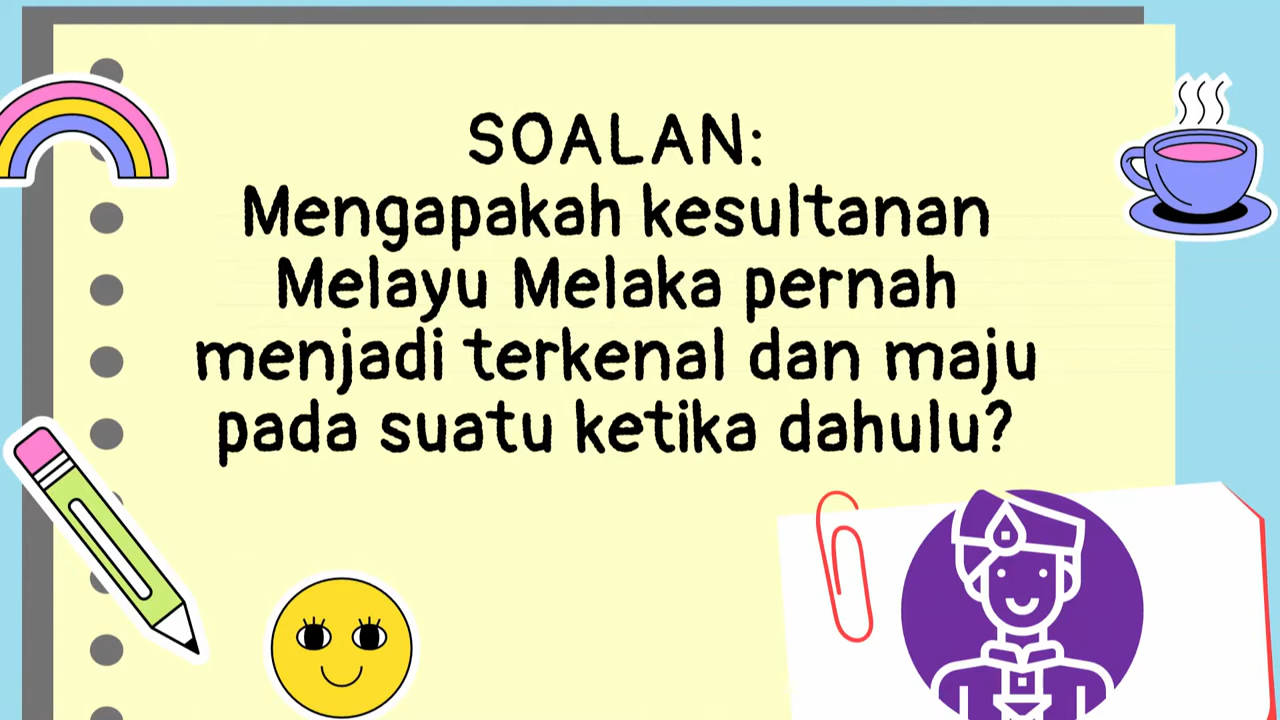 SOALAN:
Mengapakah kesultanan
Melayu Melaka pernah
menjadi terkenal dan maju
pada suatu ketika dahulu?